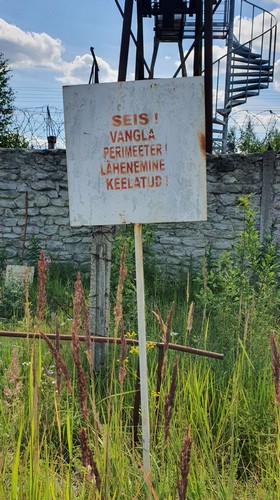 SEIS !
VANGLA
PERIMEETER !
LÄHENEMINE
KEELATUD !